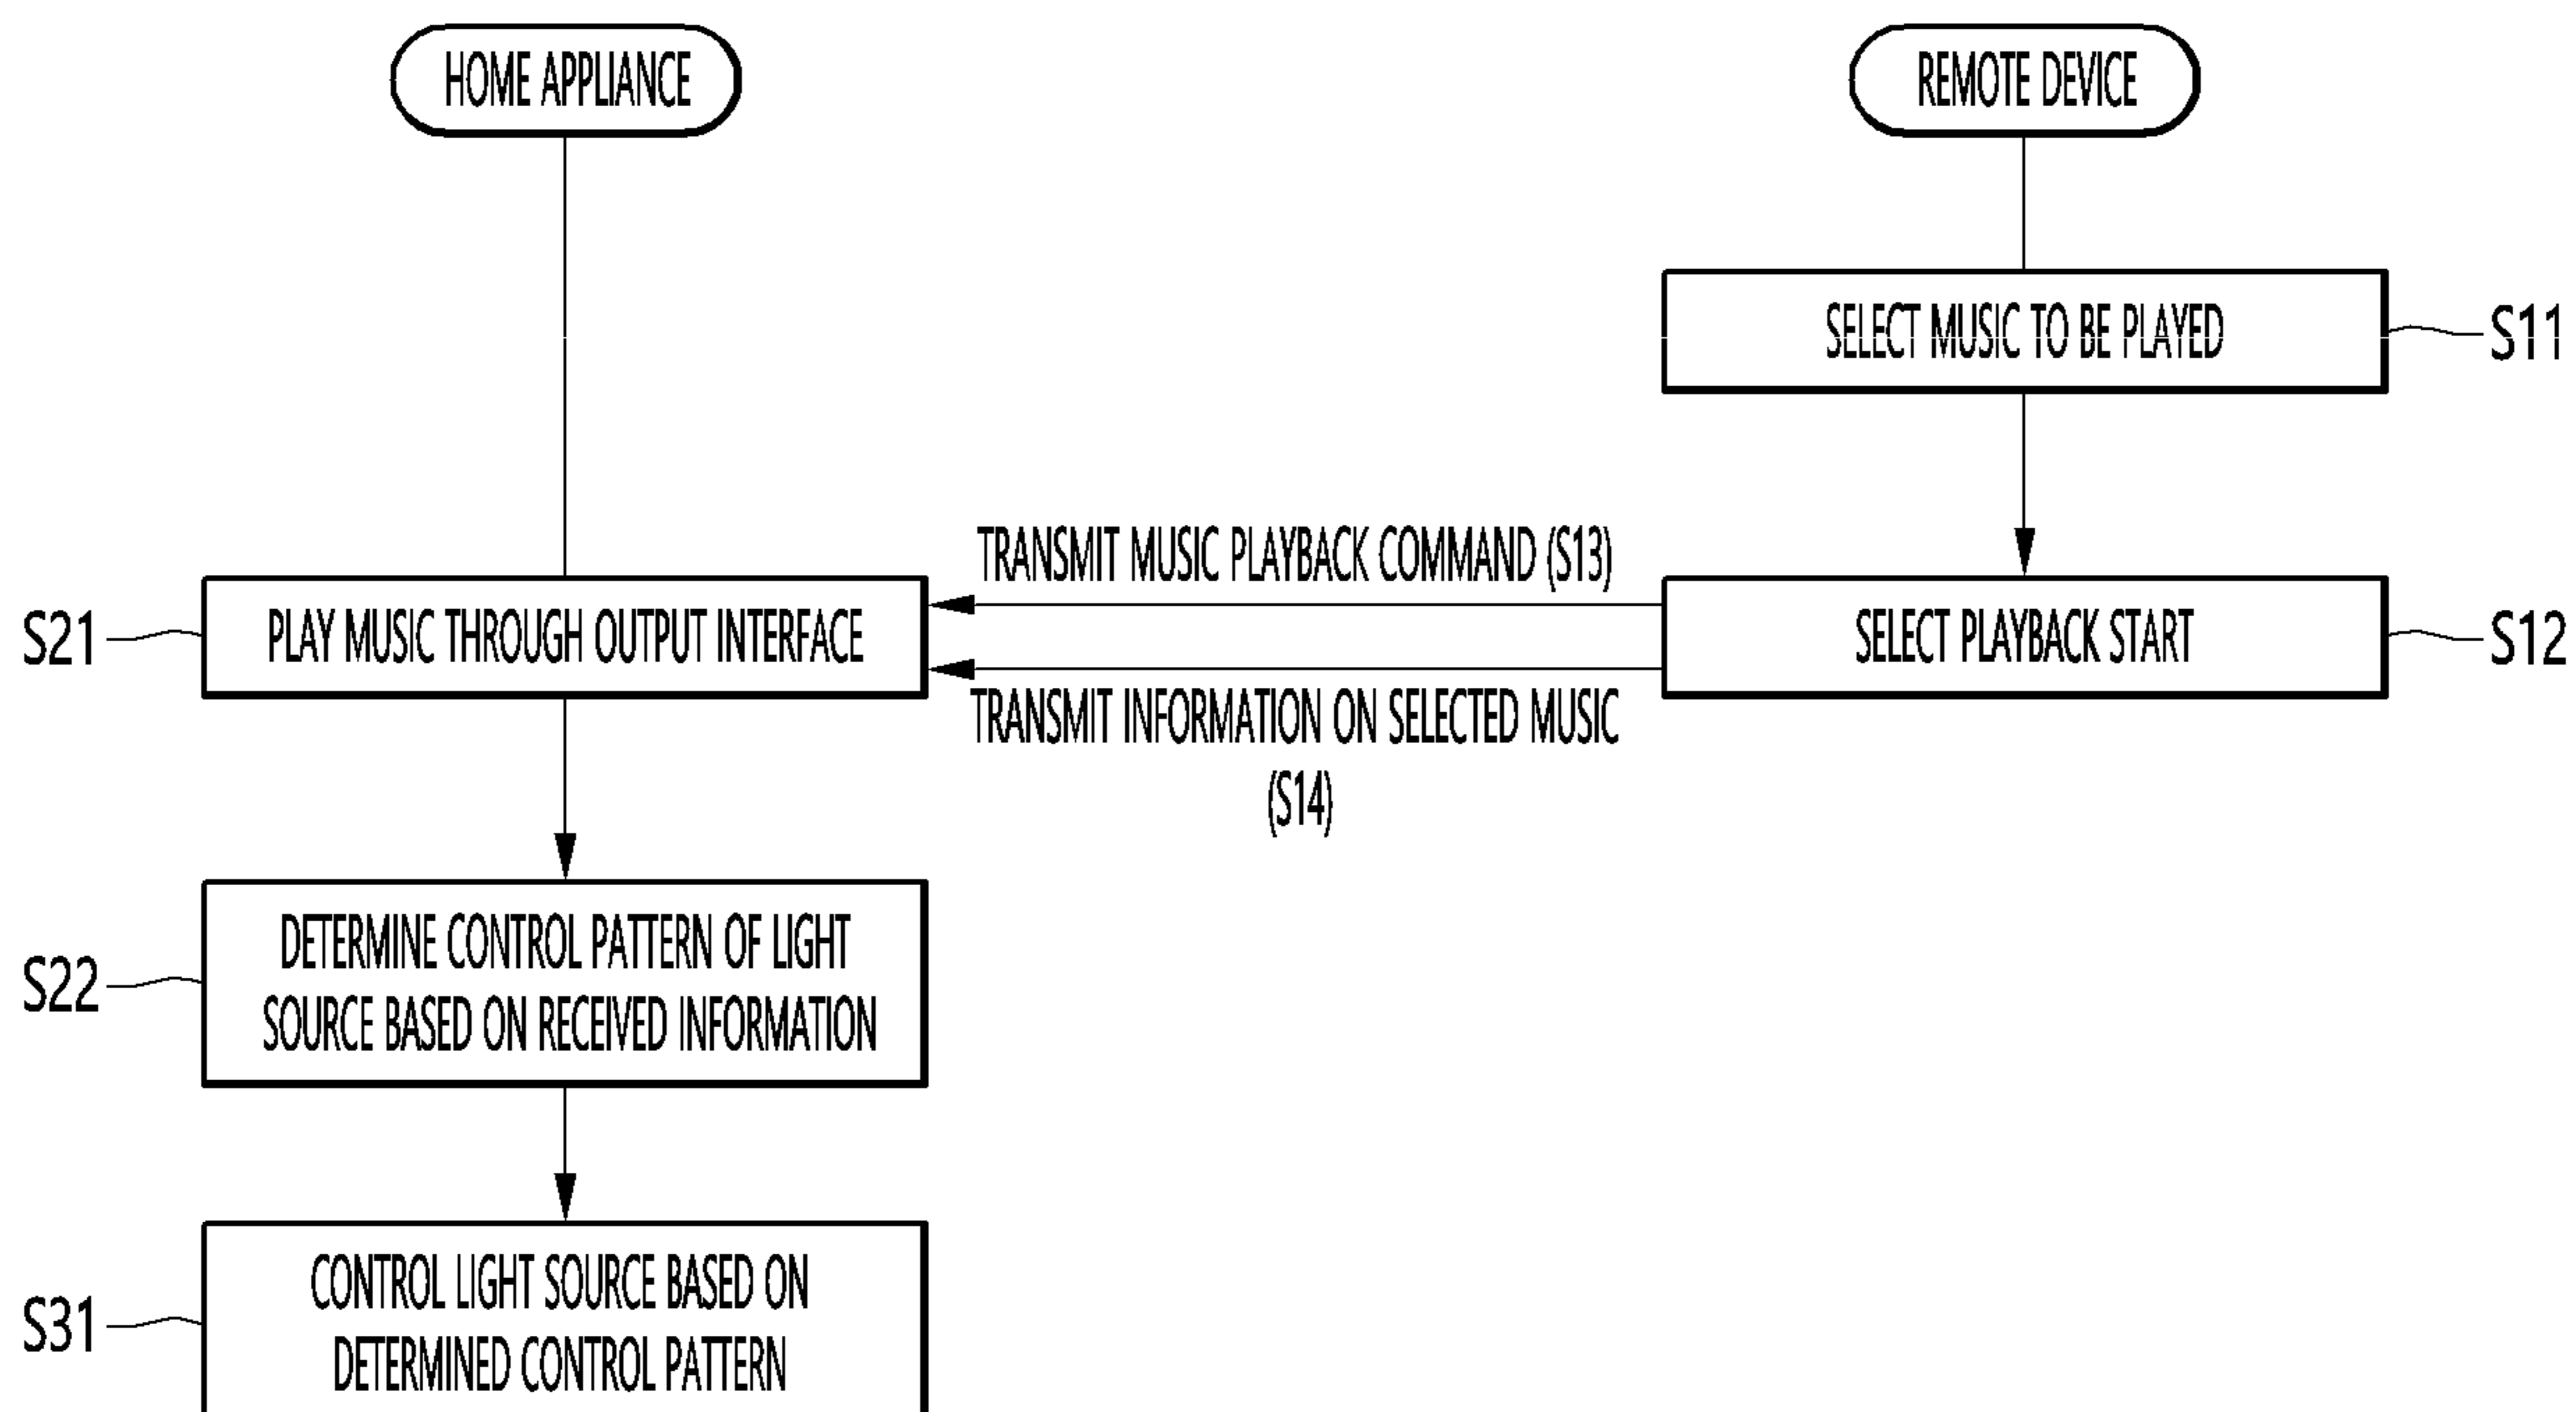 HOME APPLIANCE
REMOTE DEVICE
SELECT MUSIC TO BE PLAYED
S11
TRANSMIT MUSIC PLAYBACK COMMAND (S13)
S21
PLAY MUSIC THROUGH OUTPUT INTERFACE
SELECT PLAYBACK START
S12
TRANSMIT INFORMATION ON SELECTED MUSIC
(S14)
S22
DETERMINE CONTROL PATTERN OF LIGHT
SOURCE BASED ON RECEIVED INFORMATION
S31
CONTROL LIGHT SOURCE BASED ON
DETERMINED CONTROL PATTERN